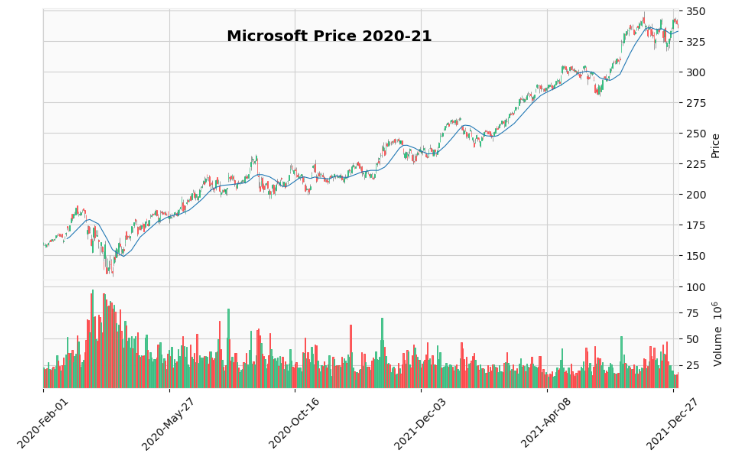 Microsoft Price 2020-21
350
325
300
275
250
225
200
175
150
Price
100
75
50
25
Volume 10^6
2020-Feb-01
2020-May-27
2020-Oct-16
2021-Dec-03
2021-Apr-08
2021-Dec-27